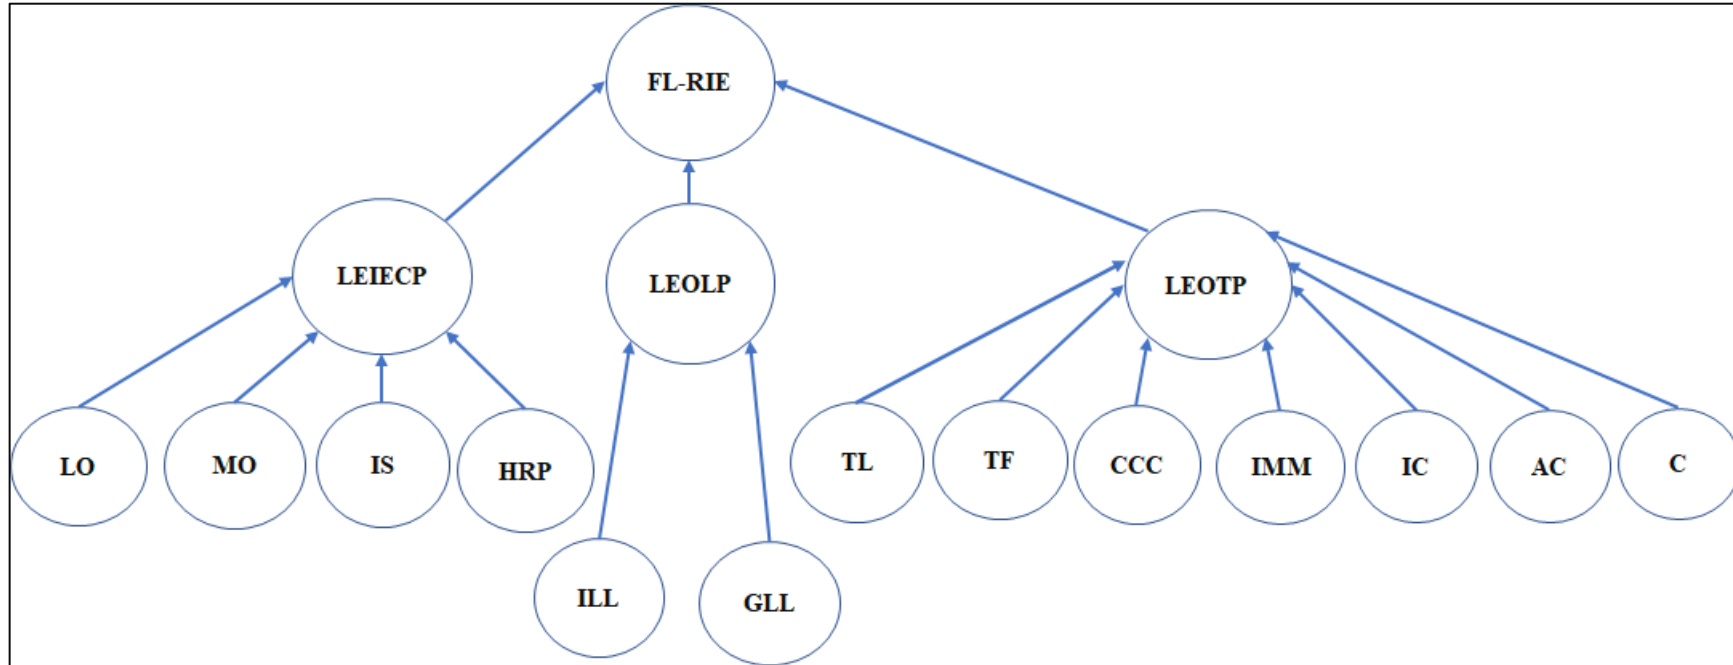 FL-RIE
LEIECP
LEOLP
LEOTP
LO
MO
IS
HRP
TL
TF
CCC
IMM
IC
AC
C
ILL
GLL